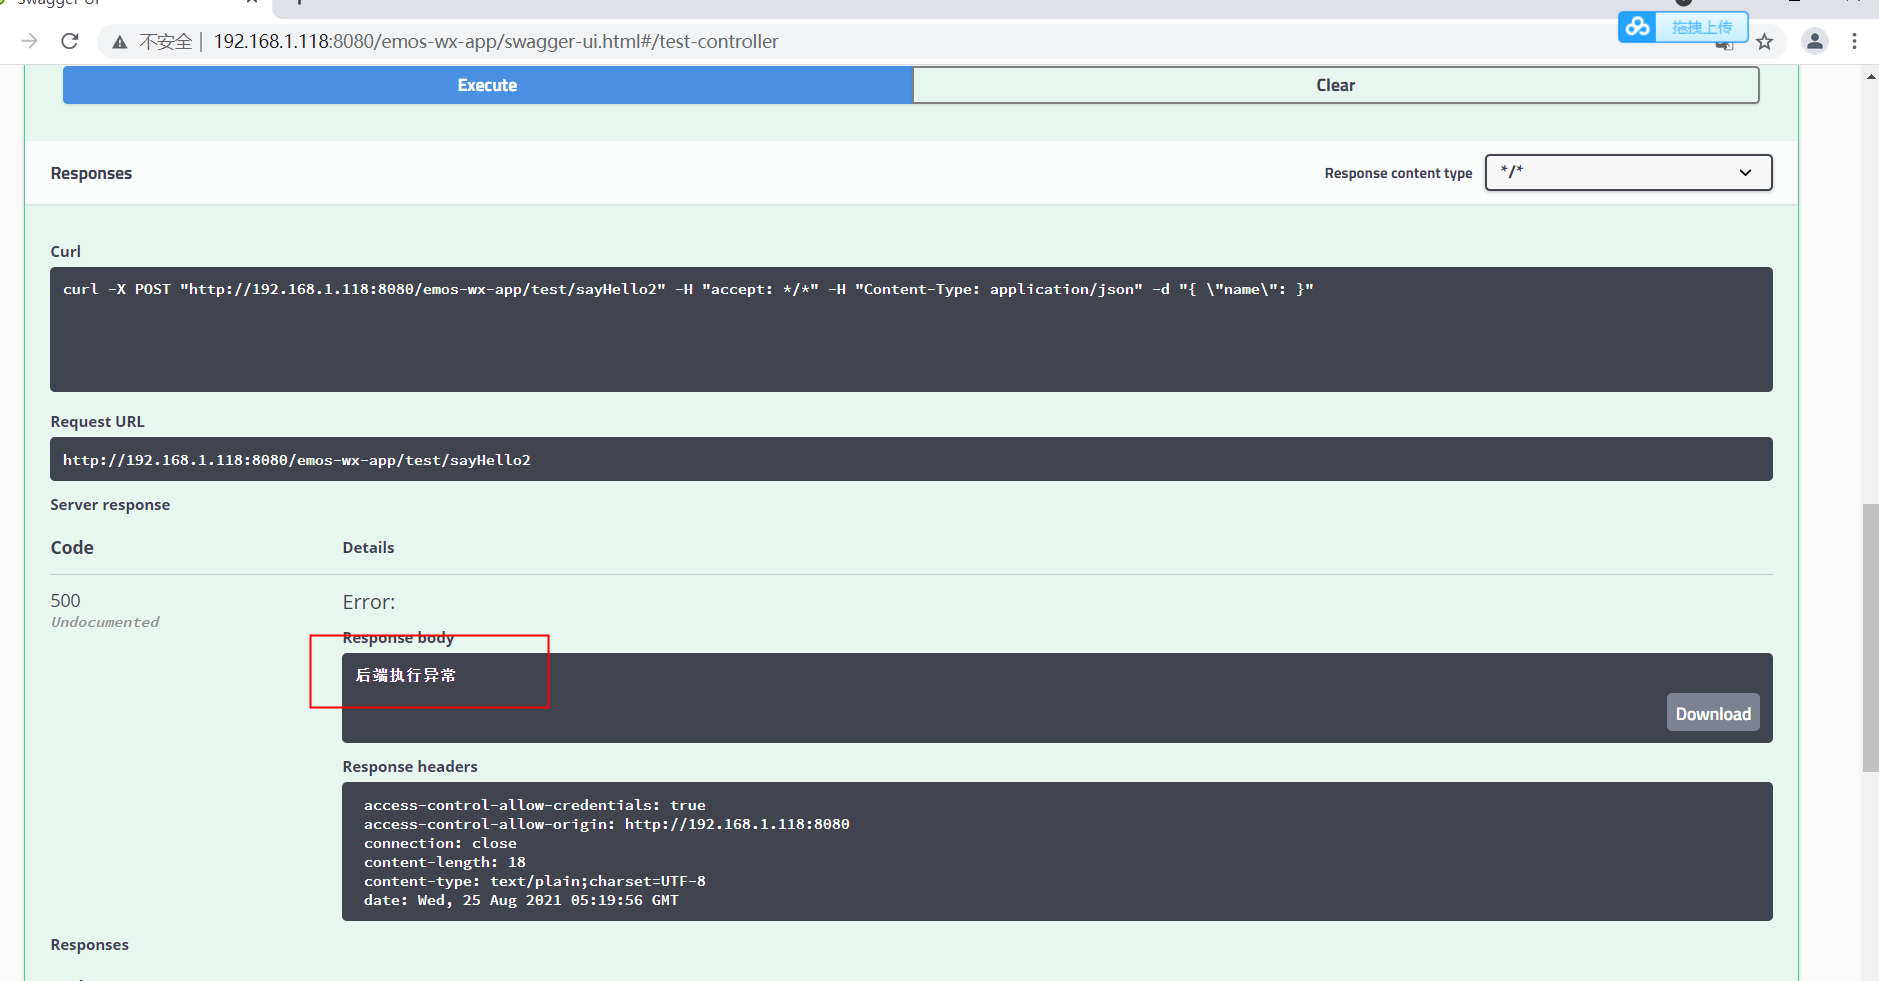 Swagger UI
不安全 | 192.168.1.118:8080/emos-wx-app/swagger-ui.html#/test-controller
拖拽上传
Execute
Clear
Responses
Response content type
*/*
Curl
curl -X POST "http://192.168.1.118:8080/emos-wx-app/test/sayHello2" -H "accept: */*" -H "Content-Type: application/json" -d "{ \"name\": }"
Request URL
http://192.168.1.118:8080/emos-wx-app/test/sayHello2
Server response
Code
Details
500
Undocumented
Error:
Response body
后端执行异常
Download
Response headers
access-control-allow-credentials: true
access-control-allow-origin: http://192.168.1.118:8080
connection: close
content-length: 18
content-type: text/plain;charset=UTF-8
date: Wed, 25 Aug 2021 05:19:56 GMT
Responses